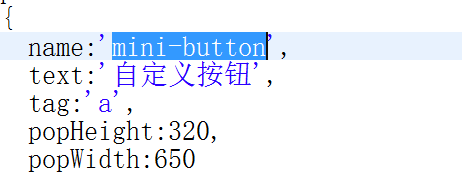 {
name:'mini-button',
text:'自定义按钮',
tag:'a',
popHeight:320,
popWidth:650